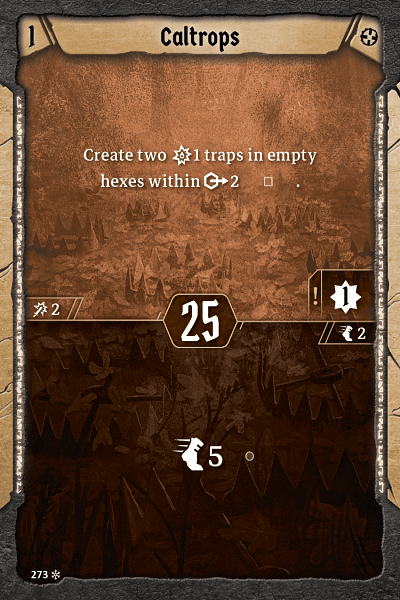 1
Caltrops
Create two 1 traps in empty
hexes within 2 .
! 1
2
25
2
5
273